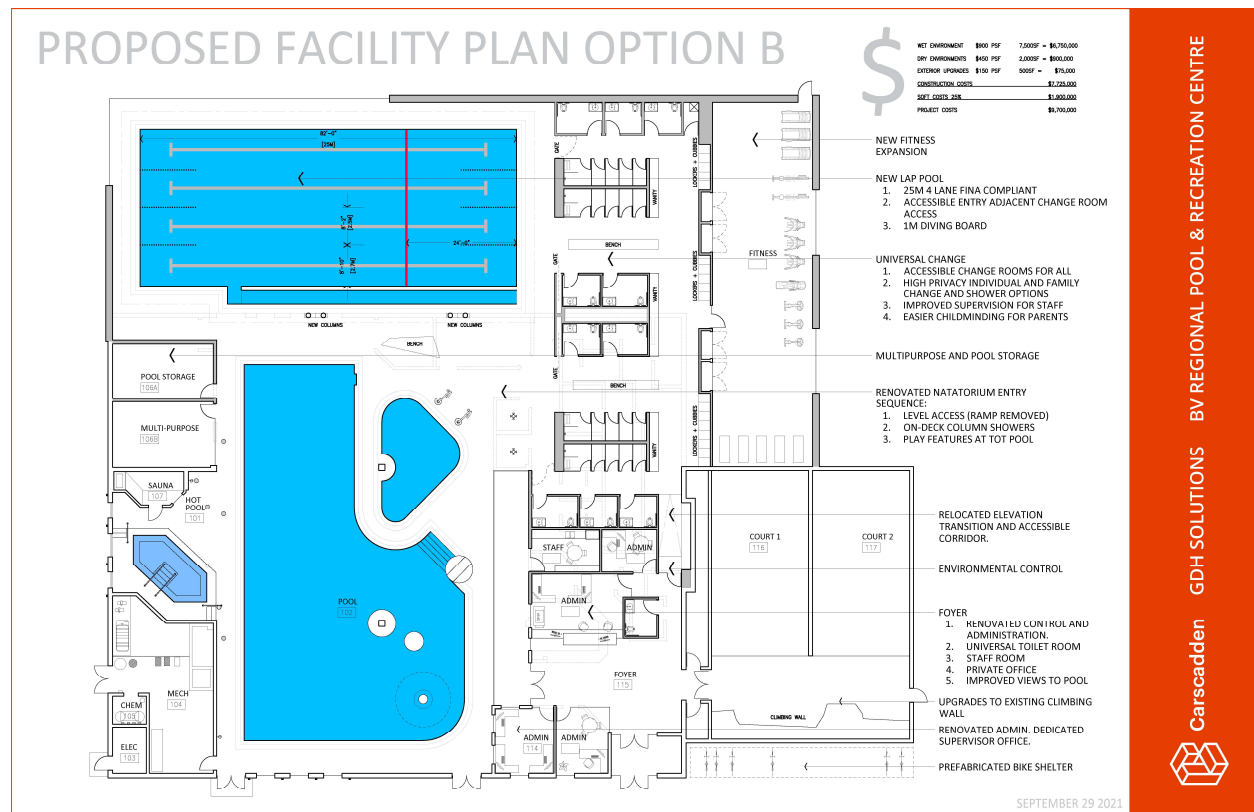 PROPOSED FACILITY PLAN OPTION B
$
WET ENVIRONMENT $900 PSF 7,500SF = $6,750,000
DRY ENVIRONMENTS $450 PSF 2,000SF = $900,000
EXTERIOR UPGRADES $150 PSF 500SF = $75,000
CONSTRUCTION COSTS $7,725,000
SOFT COSTS 25% $1,900,000
PROJECT COSTS $9,700,000
NEW FITNESS
EXPANSION
NEW LAP POOL
1. 25M 4 LANE FINA COMPLIANT
2. ACCESSIBLE ENTRY ADJACENT CHANGE ROOM
ACCESS
3. 1M DIVING BOARD
UNIVERSAL CHANGE
1. ACCESSIBLE CHANGE ROOMS FOR ALL
2. HIGH PRIVACY INDIVIDUAL AND FAMILY
CHANGE AND SHOWER OPTIONS
3. IMPROVED SUPERVISION FOR STAFF
4. EASIER CHILDMINDING FOR PARENTS
MULTIPURPOSE AND POOL STORAGE
RENOVATED NATATORIUM ENTRY
SEQUENCE:
1. LEVEL ACCESS (RAMP REMOVED)
2. ON-DECK COLUMN SHOWERS
3. PLAY FEATURES AT TOT POOL
RELOCATED ELEVATION
TRANSITION AND ACCESSIBLE
CORRIDOR.
ENVIRONMENTAL CONTROL
FOYER
1. RENOVATED CONTROL AND
ADMINISTRATION.
2. UNIVERSAL TOILET ROOM
3. STAFF ROOM
4. PRIVATE OFFICE
5. IMPROVED VIEWS TO POOL
UPGRADES TO EXISTING CLIMBING
WALL
RENOVATED ADMIN. DEDICATED
SUPERVISOR OFFICE.
PREFABRICATED BIKE SHELTER
82'-0"
[25M]
8'-2"
[2.5M]
8'-10"
[2.7M]
24'-0"
NEW COLUMNS
NEW COLUMNS
BENCH
GATE
GATE
GATE
VANITY
VANITY
VANITY
BENCH
BENCH
LOCKERS + CUBBIES
LOCKERS + CUBBIES
LOCKERS + CUBBIES
FITNESS
POOL STORAGE
106A
MULTI-PURPOSE
106B
SAUNA
107
HOT
POOL
101
POOL
102
MECH
104
CHEM
105
ELEC
103
STAFF
ADMIN
ADMIN
FOYER
115
ADMIN
114
ADMIN
COURT 1
116
COURT 2
117
CLIMBING WALL
BV REGIONAL POOL & RECREATION CENTRE
GDH SOLUTIONS
Carscadden
SEPTEMBER 29 2021